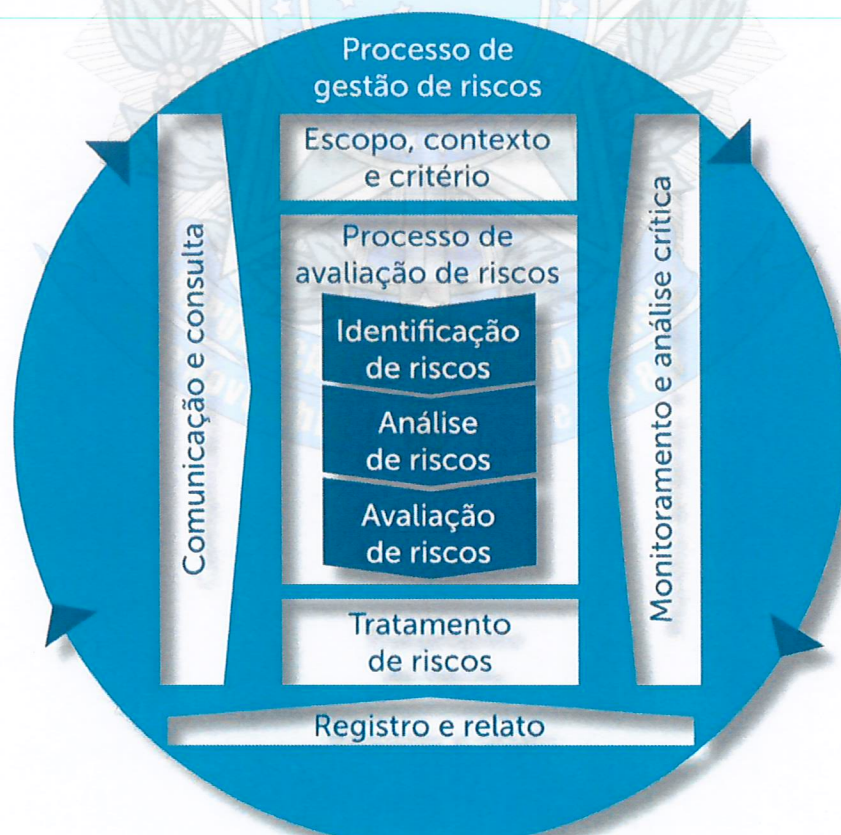 Processo de
gestão de riscos
Escopo, contexto
e critério
Processo de
avaliação de riscos
Identificação
de riscos
Análise
de riscos
Avaliação
de riscos
Tratamento
de riscos
Comunicação e consulta
Monitoramento e análise crítica
Registro e relato